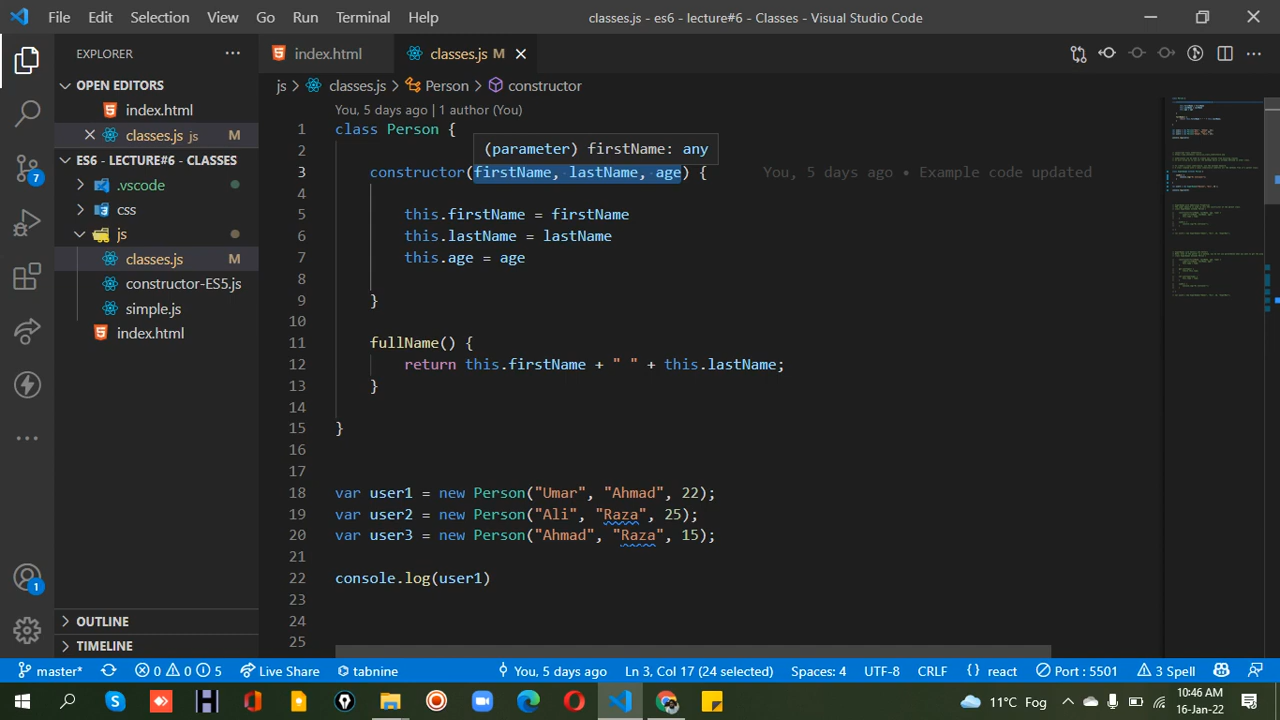 File Edit Selection View Go Run Terminal Help
classes.js - es6 - lecture#6 - Classes - Visual Studio Code
EXPLORER
index.html
classes.js M
OPEN EDITORS
index.html
classes.js js M
ES6 - LECTURE#6 - CLASSES
.vscode
css
js
classes.js M
constructor-ES5.js
simple.js
index.html
OUTLINE
TIMELINE
7
1
js > classes.js > Person > constructor
You, 5 days ago | 1 author (You)
1 class Person {
2
(parameter) firstName: any
3 constructor(firstName, lastName, age) { You, 5 days ago • Example code updated
4
5 this.firstName = firstName
6 this.lastName = lastName
7 this.age = age
8
9 }
10
11 fullName() {
12 return this.firstName + " " + this.lastName;
13 }
14
15 }
16
17
18 var user1 = new Person("Umar", "Ahmad", 22);
19 var user2 = new Person("Ali", "Raza", 25);
20 var user3 = new Person("Ahmad", "Raza", 15);
21
22 console.log(user1)
23
24
25
master* 0 0 5 Live Share tabnine You, 5 days ago Ln 3, Col 17 (24 selected) Spaces: 4 UTF-8 CRLF { } react Port : 5501 3 Spell
11°C Fog
10:46 AM
16-Jan-22